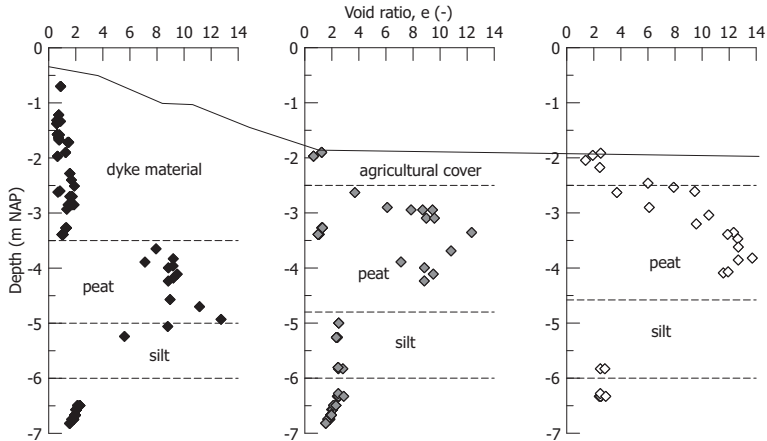 Void ratio, e (-)
0 2 4 6 8 10 12 14 0 2 4 6 8 10 12 14 0 2 4 6 8 10 12 14
0 0 0
-1 -1 -1
-2 -2 -2
dyke material agricultural cover
-3 -3 -3
Depth (m NAP)
peat peat peat
-4 -4 -4
-5 -5 -5
silt silt silt
-6 -6 -6
-7 -7 -7